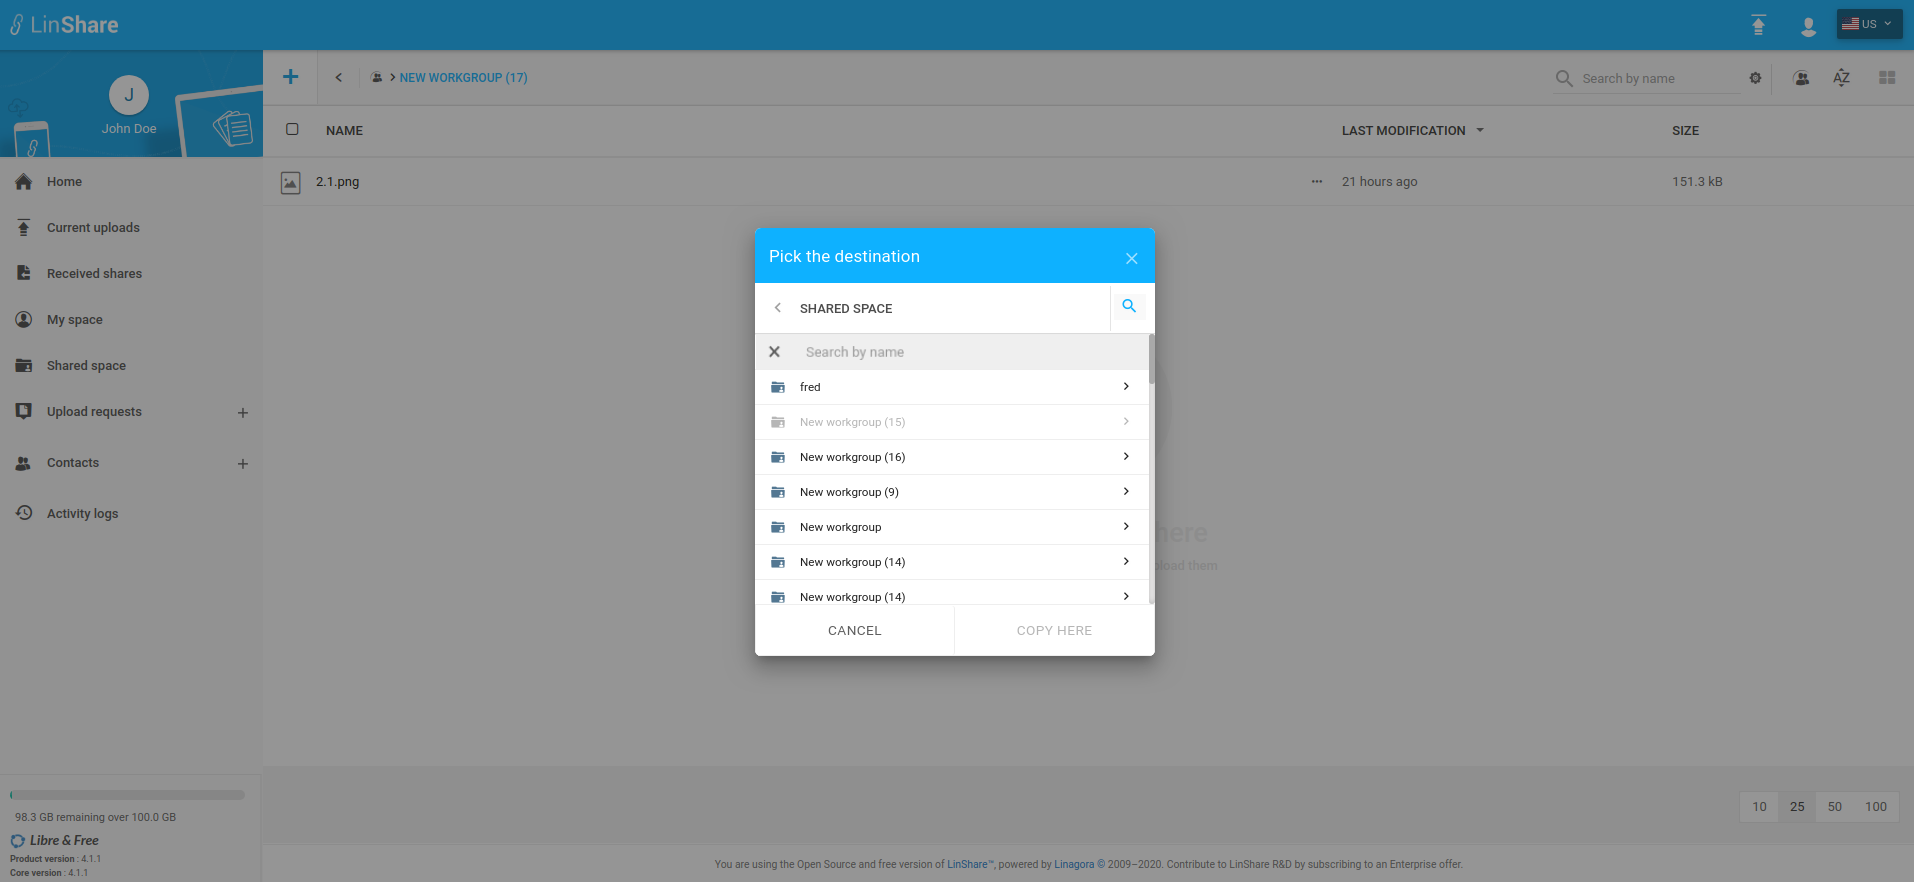 LinShare
US
J
John Doe
NEW WORKGROUP (17)
Search by name
AZ
NAME
LAST MODIFICATION
SIZE
2.1.png
21 hours ago
151.3 kB
Home
Current uploads
Received shares
My space
Shared space
Upload requests
Contacts
Activity logs
Pick the destination
SHARED SPACE
Search by name
fred
New workgroup (15)
New workgroup (16)
New workgroup (9)
New workgroup
New workgroup (14)
New workgroup (14)
CANCEL
COPY HERE
here
them
10
25
50
100
98.3 GB remaining over 100.0 GB
Libre & Free
Product version : 4.1.1
Core version : 4.1.1
You are using the Open Source and free version of LinShare™, powered by Linagora © 2009–2020. Contribute to LinShare R&D by subscribing to an Enterprise offer.